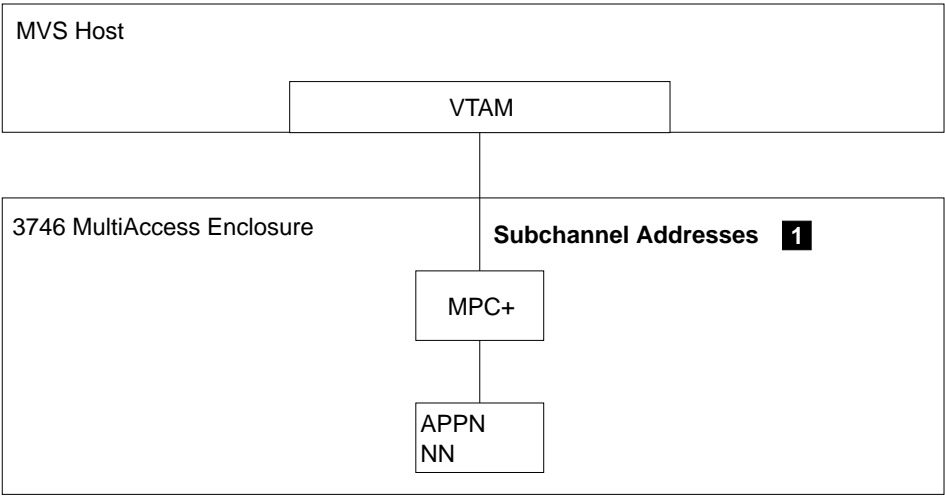 MVS Host
VTAM
3746 MultiAccess Enclosure
Subchannel Addresses 1
MPC+
APPN
NN